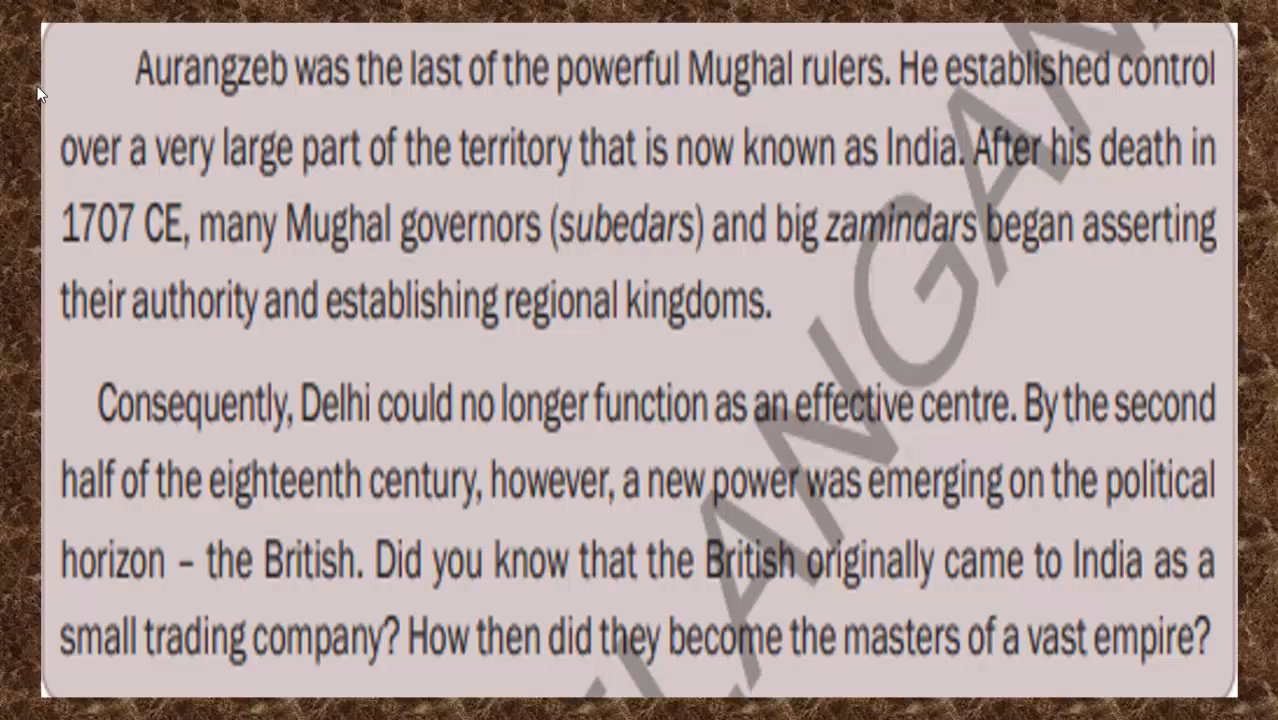 Aurangzeb was the last of the powerful Mughal rulers. He established control
over a very large part of the territory that is now known as India. After his death in
1707 CE, many Mughal governors (subedars) and big zamindars began asserting
their authority and establishing regional kingdoms.
Consequently, Delhi could no longer function as an effective centre. By the second
half of the eighteenth century, however, a new power was emerging on the political
horizon – the British. Did you know that the British originally came to India as a
small trading company? How then did they become the masters of a vast empire?
ELANGAN